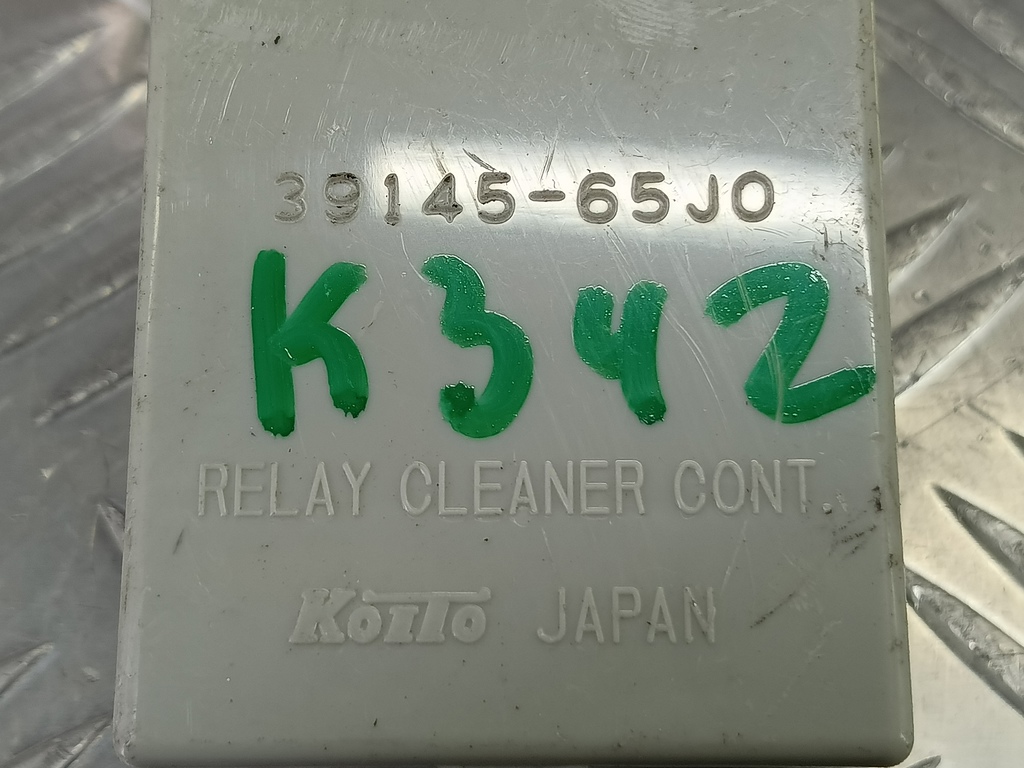 39145-65J0
K342
RELAY CLEANER CONT.
KOITO JAPAN